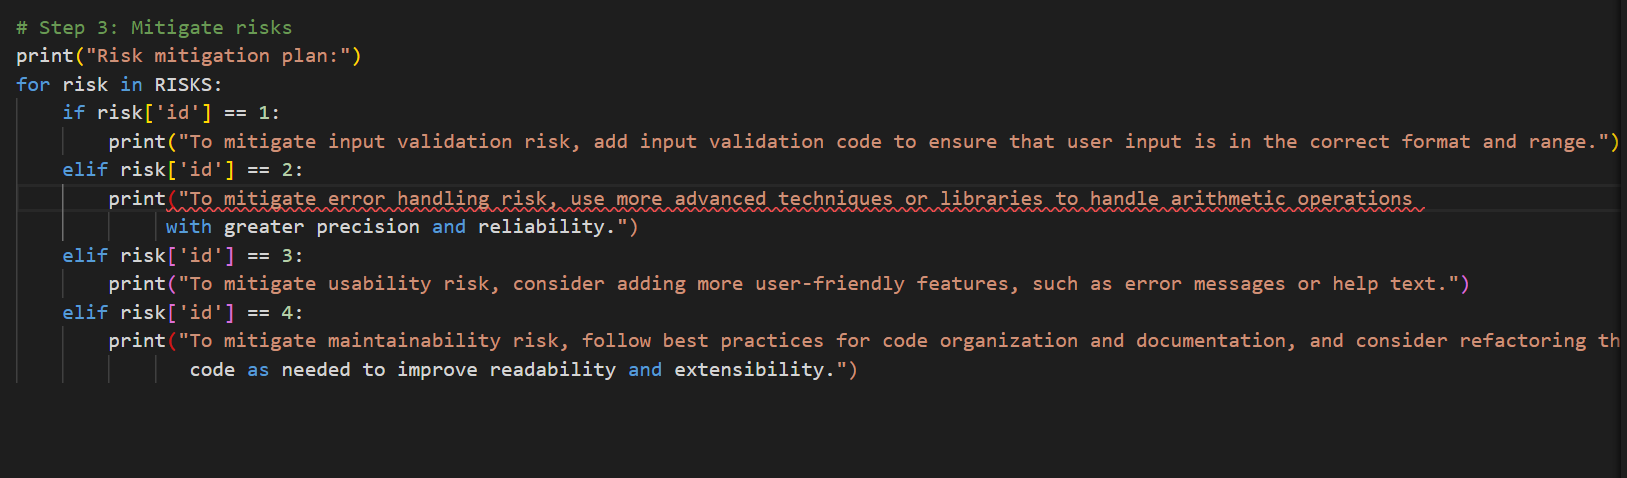 # Step 3: Mitigate risks
print("Risk mitigation plan:")
for risk in RISKS:
    if risk['id'] == 1:
        print("To mitigate input validation risk, add input validation code to ensure that user input is in the correct format and range.")
    elif risk['id'] == 2:
        print("To mitigate error handling risk, use more advanced techniques or libraries to handle arithmetic operations
             with greater precision and reliability.")
    elif risk['id'] == 3:
        print("To mitigate usability risk, consider adding more user-friendly features, such as error messages or help text.")
    elif risk['id'] == 4:
        print("To mitigate maintainability risk, follow best practices for code organization and documentation, and consider refactoring th
               code as needed to improve readability and extensibility.")